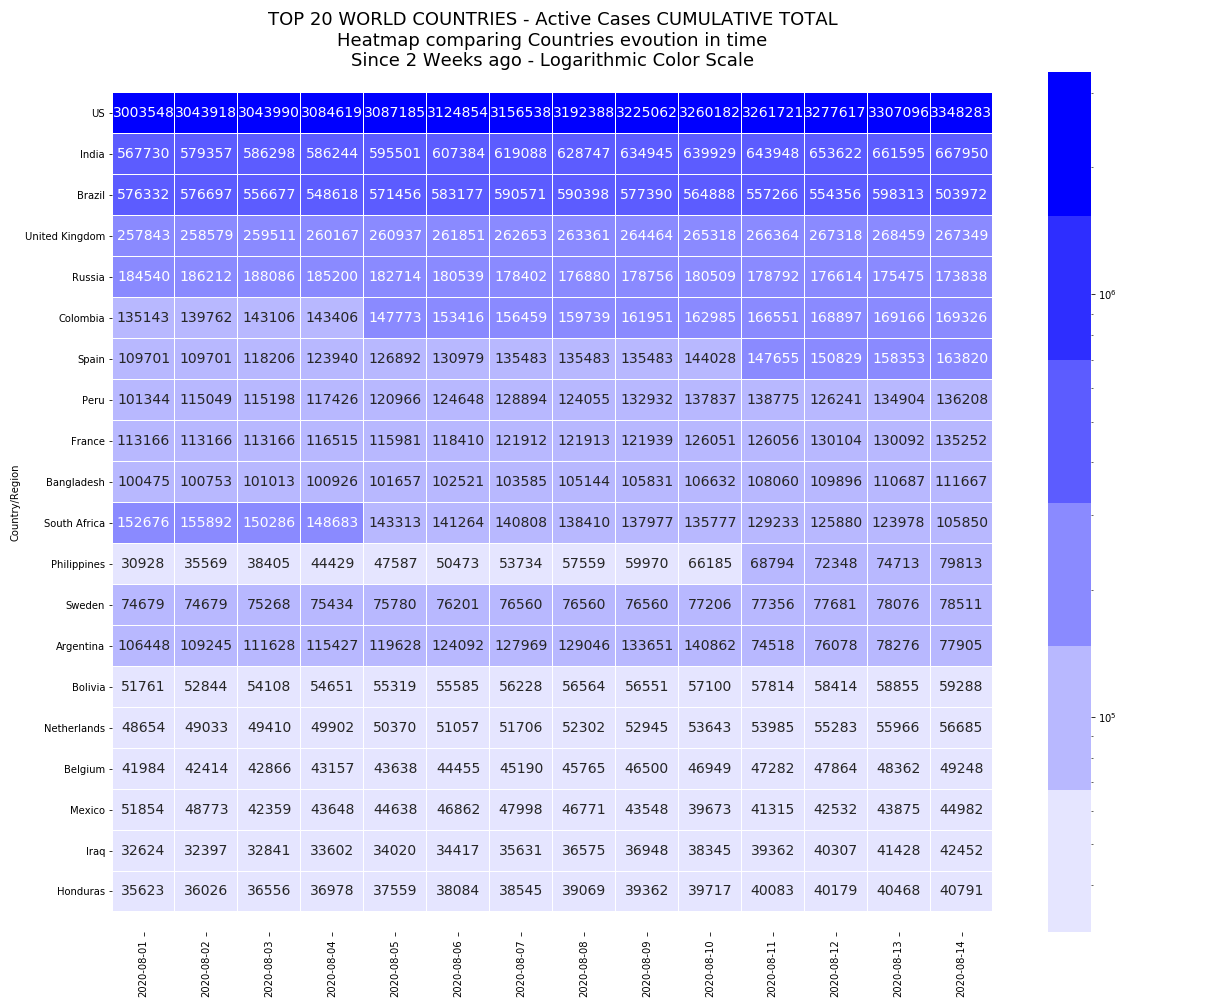 TOP 20 WORLD COUNTRIES - Active Cases CUMULATIVE TOTAL
Heatmap comparing Countries evoution in time
Since 2 Weeks ago - Logarithmic Color Scale
Country/Region
US 3003548 3043918 3043990 3084619 3087185 3124854 3156538 3192388 3225062 3260182 3261721 3277617 3307096 3348283
India 567730 579357 586298 586244 595501 607384 619088 628747 634945 639929 643948 653622 661595 667950
Brazil 576332 576697 556677 548618 571456 583177 590571 590398 577390 564888 557266 554356 598313 503972
United Kingdom 257843 258579 259511 260167 260937 261851 262653 263361 264464 265318 266364 267318 268459 267349
Russia 184540 186212 188086 185200 182714 180539 178402 176880 178756 180509 178792 176614 175475 173838
Colombia 135143 139762 143106 143406 147773 153416 156459 159739 161951 162985 166551 168897 169166 169326
Spain 109701 109701 118206 123940 126892 130979 135483 135483 135483 144028 147655 150829 158353 163820
Peru 101344 115049 115198 117426 120966 124648 128894 124055 132932 137837 138775 126241 134904 136208
France 113166 113166 113166 116515 115981 118410 121912 121913 121939 126051 126056 130104 130092 135252
Bangladesh 100475 100753 101013 100926 101657 102521 103585 105144 105831 106632 108060 109896 110687 111667
South Africa 152676 155892 150286 148683 143313 141264 140808 138410 137977 135777 129233 125880 123978 105850
Philippines 30928 35569 38405 44429 47587 50473 53734 57559 59970 66185 68794 72348 74713 79813
Sweden 74679 74679 75268 75434 75780 76201 76560 76560 76560 77206 77356 77681 78076 78511
Argentina 106448 109245 111628 115427 119628 124092 127969 129046 133651 140862 74518 76078 78276 77905
Bolivia 51761 52844 54108 54651 55319 55585 56228 56564 56551 57100 57814 58414 58855 59288
Netherlands 48654 49033 49410 49902 50370 51057 51706 52302 52945 53643 53985 55283 55966 56685
Belgium 41984 42414 42866 43157 43638 44455 45190 45765 46500 46949 47282 47864 48362 49248
Mexico 51854 48773 42359 43648 44638 46862 47998 46771 43548 39673 41315 42532 43875 44982
Iraq 32624 32397 32841 33602 34020 34417 35631 36575 36948 38345 39362 40307 41428 42452
Honduras 35623 36026 36556 36978 37559 38084 38545 39069 39362 39717 40083 40179 40468 40791
2020-08-01 2020-08-02 2020-08-03 2020-08-04 2020-08-05 2020-08-06 2020-08-07 2020-08-08 2020-08-09 2020-08-10 2020-08-11 2020-08-12 2020-08-13 2020-08-14
10⁶
10⁵